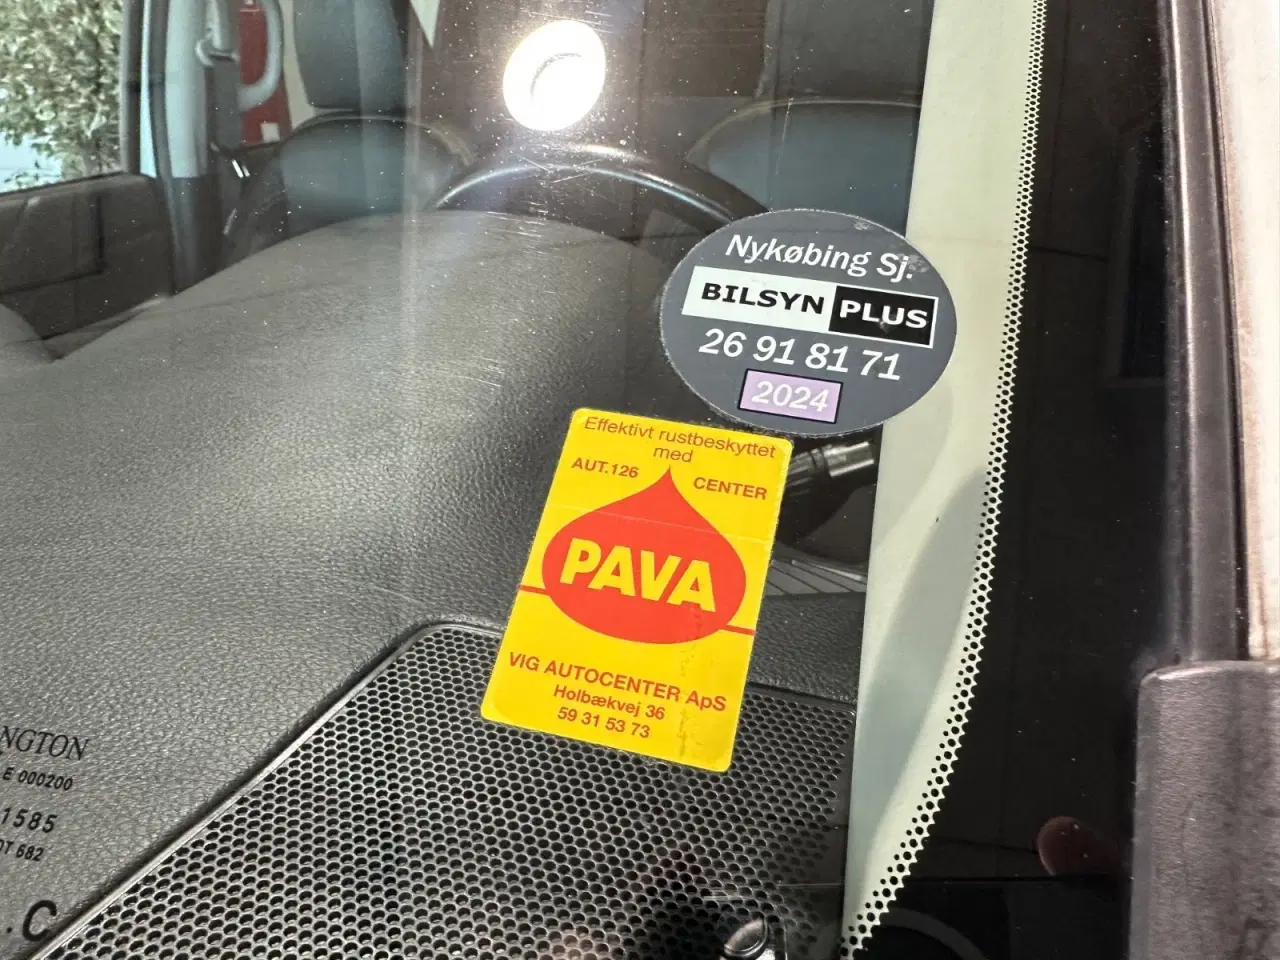 Nykøbing Sj.
BILSYN PLUS
26 91 81 71
2024
Effektivt rustbeskyttet
med
AUT.126 CENTER
PAVA
VIG AUTOCENTER ApS
Holbækvej 36
59 31 53 73
NGTON
E 000200
1585
OT 682
.C